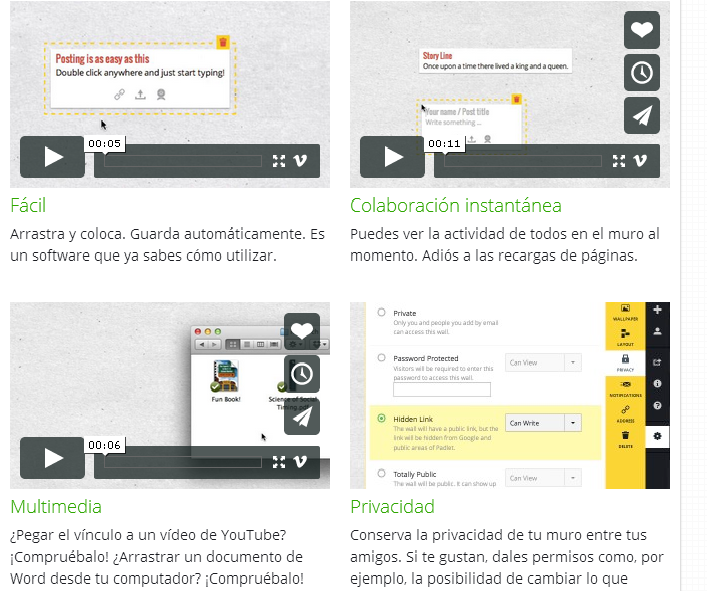 Posting is as easy as this
Double click anywhere and just start typing!
00:05
Story Line
Once upon a time there lived a king and a queen.
Your name / Post title
Write something ...
00:11
Fácil
Arrastra y coloca. Guarda automáticamente. Es
un software que ya sabes cómo utilizar.
Colaboración instantánea
Puedes ver la actividad de todos en el muro al
momento. Adiós a las recargas de páginas.
Fun Book!
Science of Social
Timing.pdf
00:06
Private
Only you and people you add by email
can access this wall.
Password Protected
Visitors will be required to enter this
password to access this wall.
Can View
Hidden Link
The wall will have a public link, but the
link will be hidden from Google and
public areas of Padlet.
Can Write
Totally Public
The wall will be public. It can show up
Can View
WALLPAPER
LAYOUT
PRIVACY
NOTIFICATIONS
ADDRESS
DELETE
Multimedia
¿Pegar el vínculo a un vídeo de YouTube?
¡Compruébalo! ¿Arrastrar un documento de
Word desde tu computador? ¡Compruébalo!
Privacidad
Conserva la privacidad de tu muro entre tus
amigos. Si te gustan, dales permisos como, por
ejemplo, la posibilidad de cambiar lo que